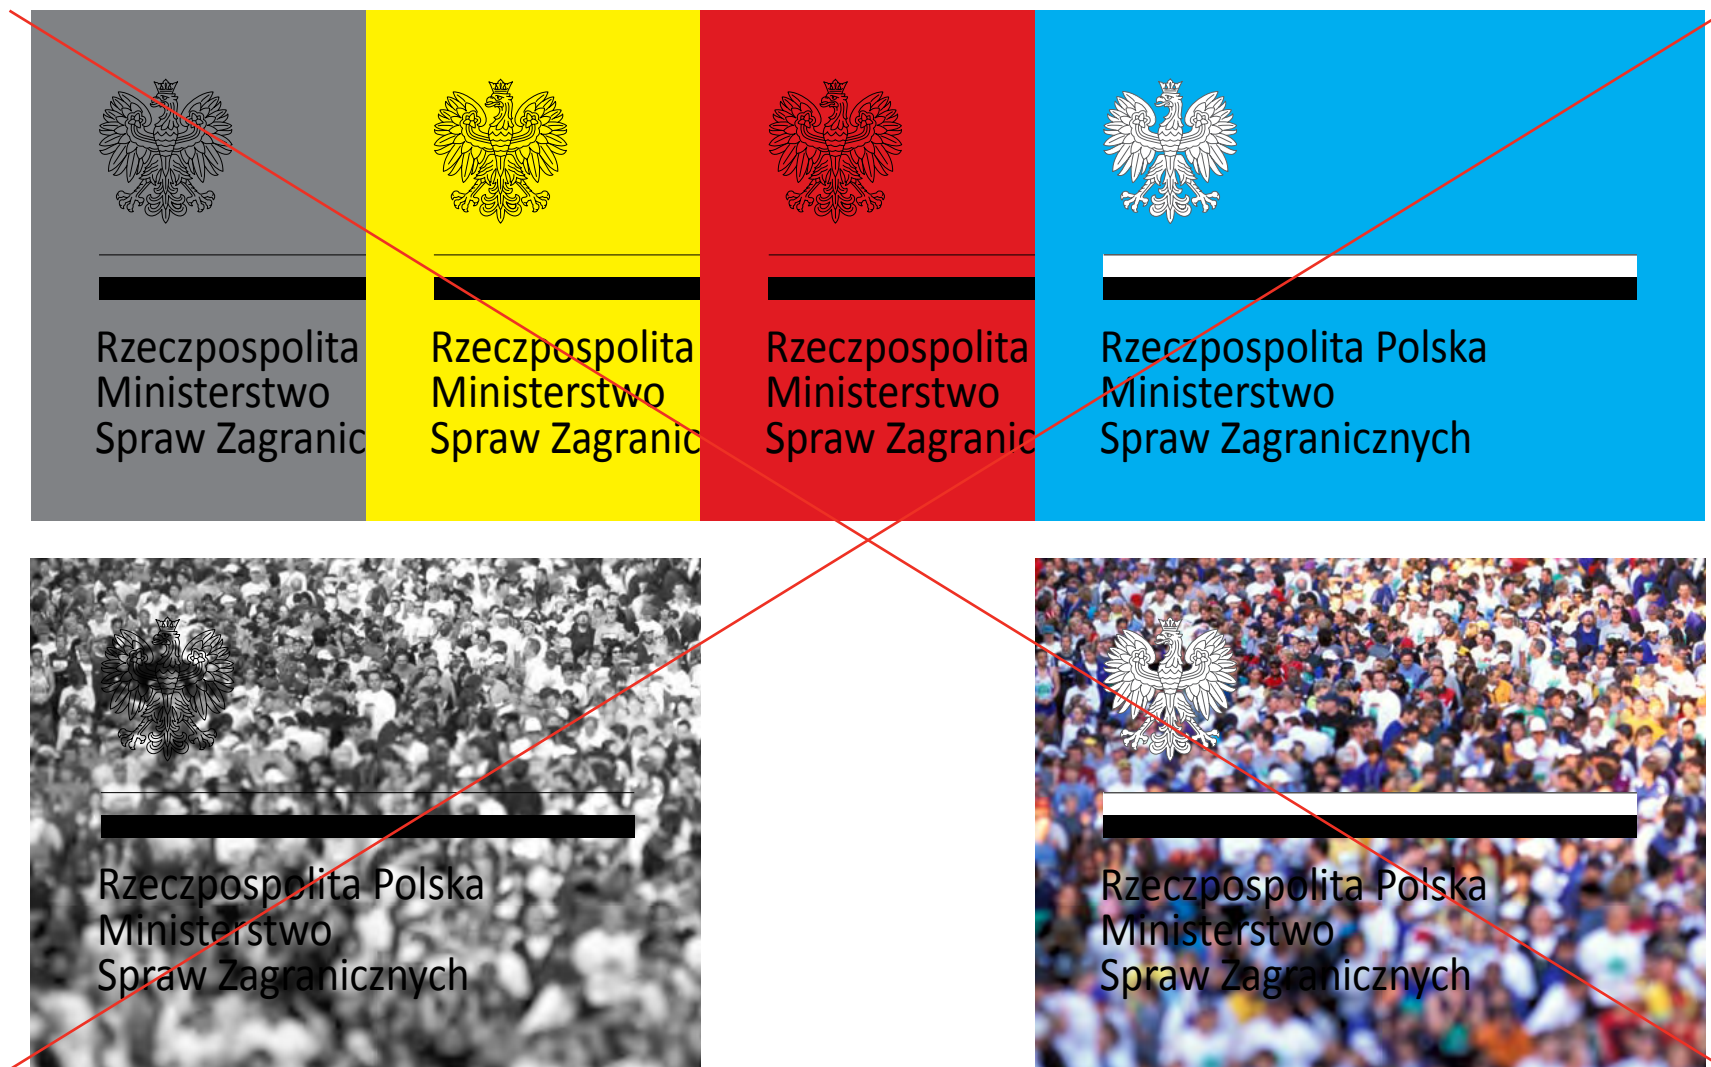 Rzeczpospolita
Ministerstwo
Spraw Zagranic
Rzeczpospolita
Ministerstwo
Spraw Zagranic
Rzeczpospolita
Ministerstwo
Spraw Zagranic
Rzeczpospolita Polska
Ministerstwo
Spraw Zagranicznych
Rzeczpospolita Polska
Ministerstwo
Spraw Zagranicznych
Rzeczpospolita Polska
Ministerstwo
Spraw Zagranicznych